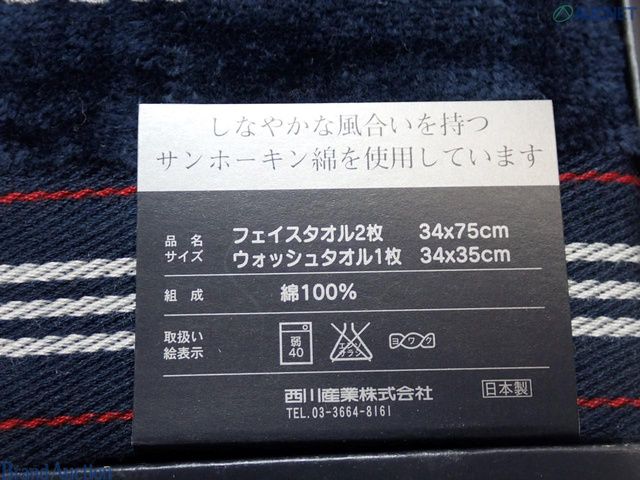 しなやかな風合いを持つ
サンホーキン綿を使用しています
品名 フェイスタオル2枚 34x75cm
サイズ ウォッシュタオル1枚 34x35cm
組成 綿100%
取扱い
絵表示
弱
40
エンソ
サラシ
ヨワク
西川産業株式会社
TEL.03-3664-8161
日本製
Brand Auction